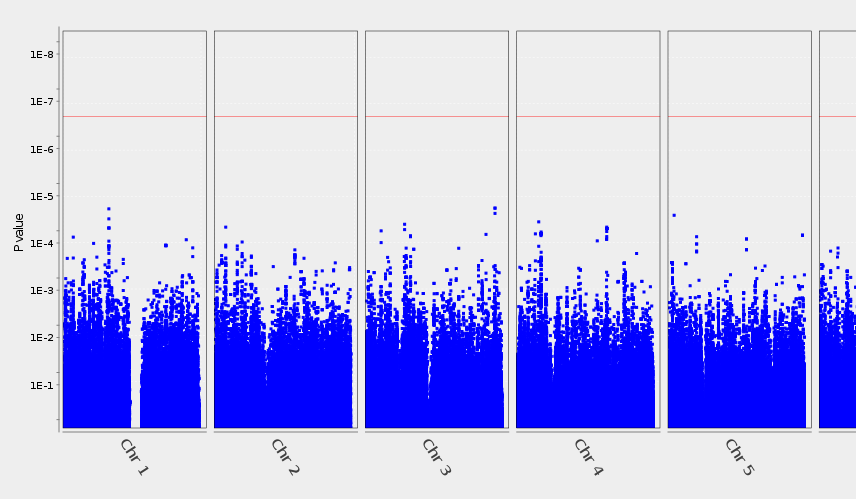 1E-8
1E-7
1E-6
1E-5
1E-4
1E-3
1E-2
1E-1
P value
Chr 1
Chr 2
Chr 3
Chr 4
Chr 5